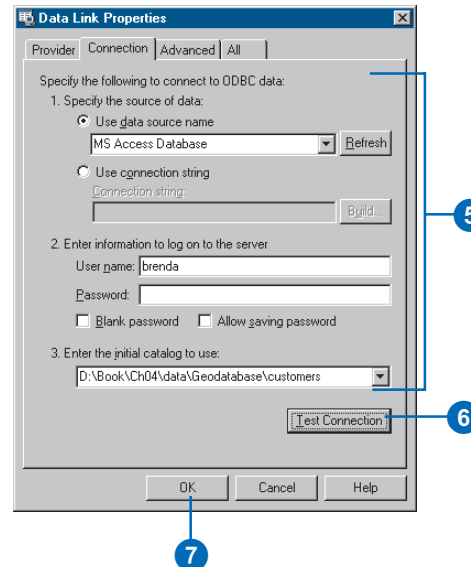 Data Link Properties
Provider Connection Advanced All
Specify the following to connect to ODBC data:
1. Specify the source of data:
Use data source name
MS Access Database Refresh
Use connection string
Connection string:
Build...
5
2. Enter information to log on to the server
User name: brenda
Password:
Blank password Allow saving password
3. Enter the initial catalog to use:
D:\Book\Ch04\data\Geodatabase\customers
Test Connection 6
OK Cancel Help
7